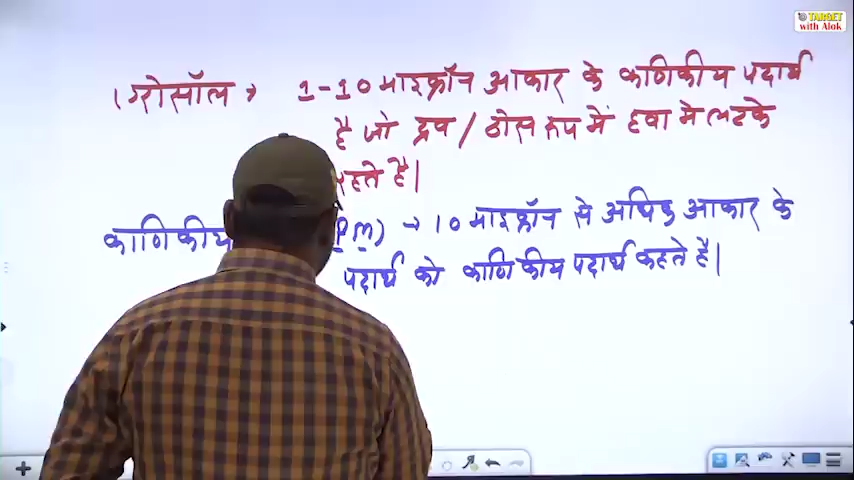 TARGET
with Alok
एरोसॉल → 1-10 माइक्रॉन आकार के कणिकीय पदार्थ
है जो द्रव / ठोस रूप में हवा मे लटके
रहते है।
कणिकीय Pm) → 10 माइक्रॉन से अधिक आकार के
पदार्थ को कणिकीय पदार्थ कहते है।